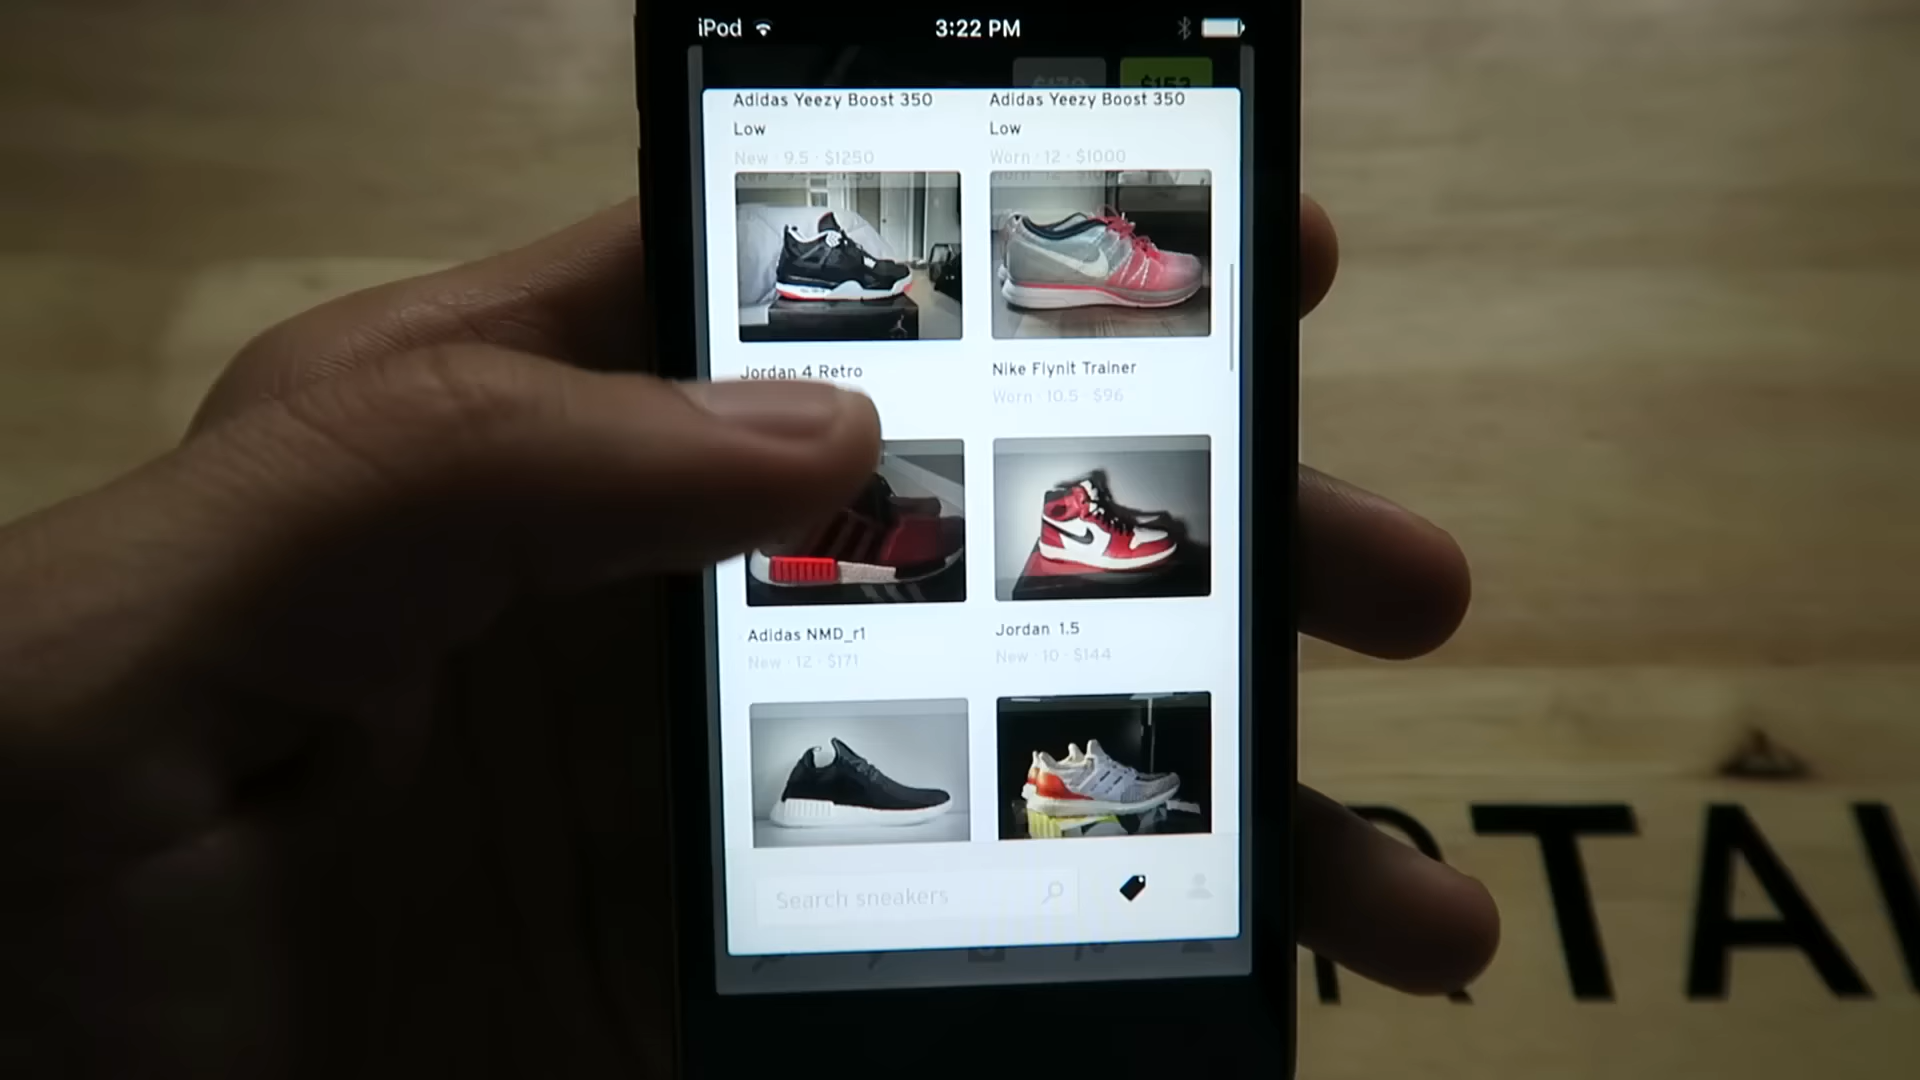 iPod
3:22 PM
$153
Adidas Yeezy Boost 350
Low
New · 9.5 · $1250
Adidas Yeezy Boost 350
Low
Worn · 12 · $1000
Jordan 4 Retro
Nike Flynit Trainer
Worn · 10.5 · $96
Adidas NMD_r1
New · 12 · $171
Jordan 1.5
New · 10 · $144
Search sneakers
TA